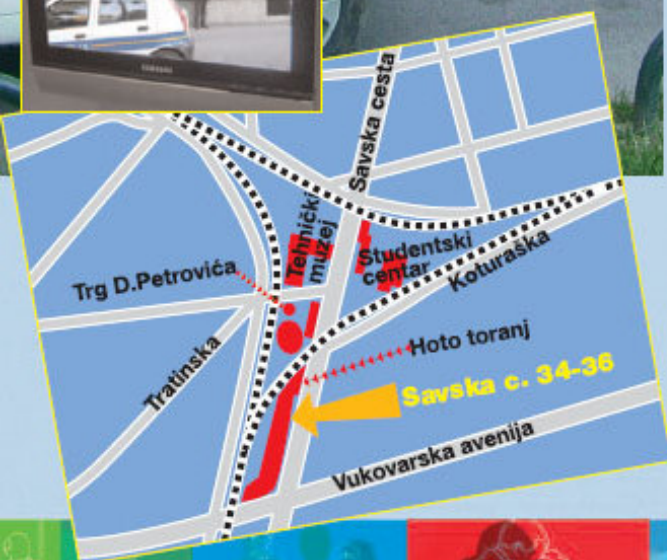 SAMSUNG
Savska cesta
Tehnički
muzej
Studentski
centar
Koturaška
Trg D.Petrovića
Hoto toranj
Tratinska
Savska c. 34-36
Vukovarska avenija